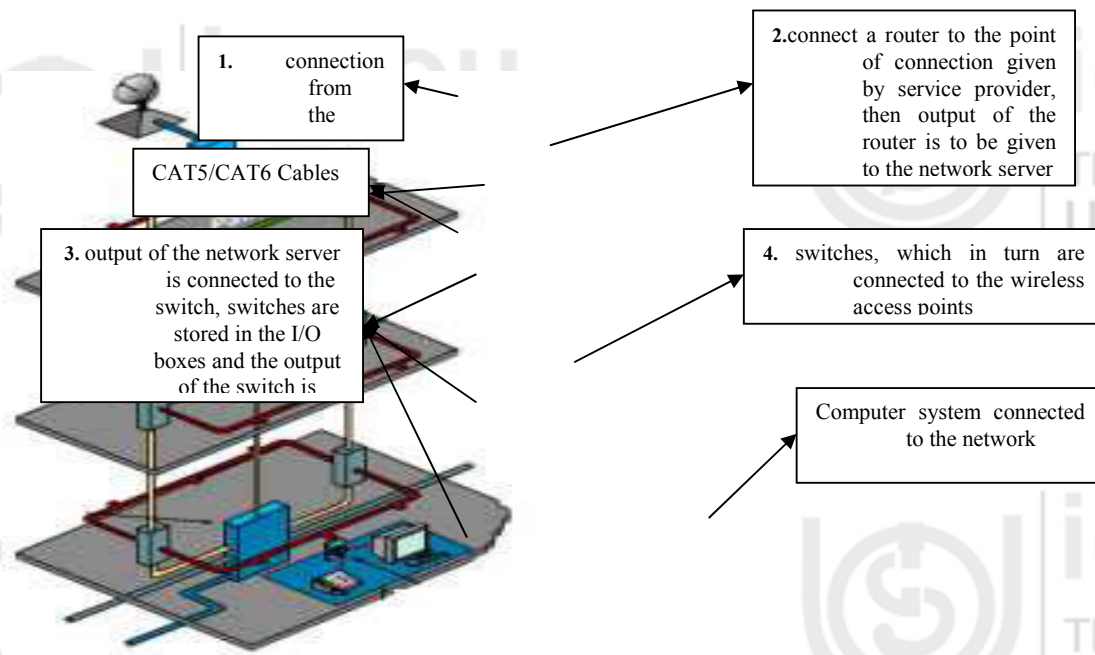 1. connection
from
the
2.connect a router to the point
of connection given
by service provider,
then output of the
router is to be given
to the network server
CAT5/CAT6 Cables
3. output of the network server
is connected to the
switch, switches are
stored in the I/O
boxes and the output
of the switch is
4. switches, which in turn are
connected to the wireless
access points
Computer system connected
to the network